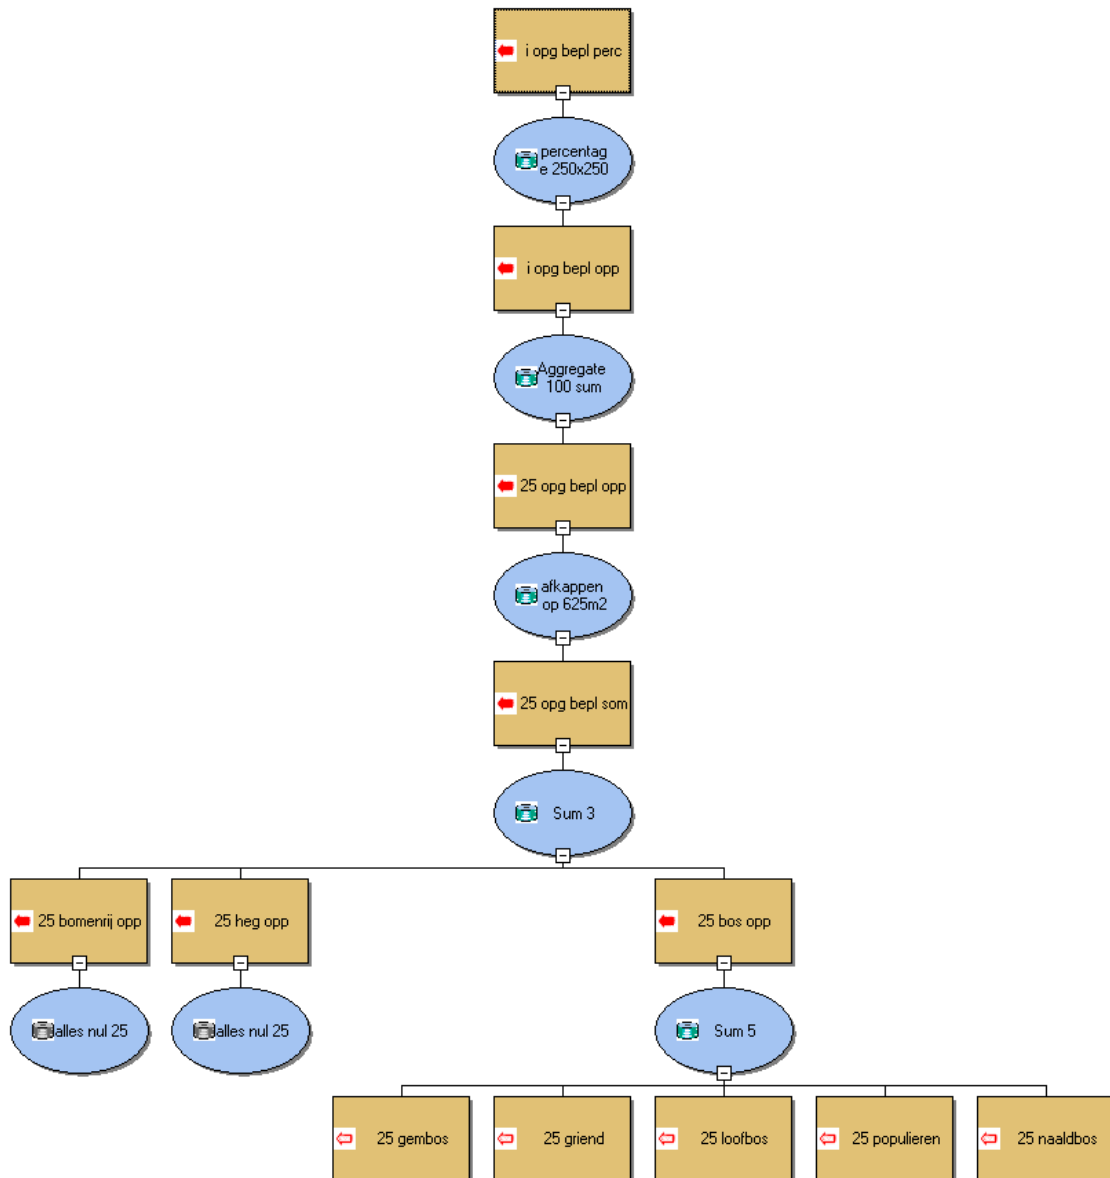 i opg bepl perc
percentag
e 250x250
i opg bepl opp
Aggregate
100 sum
25 opg bepl opp
afkappen
op 625m2
25 opg bepl som
Sum 3
25 bomenrij opp
25 heg opp
25 bos opp
alles nul 25
alles nul 25
Sum 5
25 gembos
25 griend
25 loofbos
25 populieren
25 naaldbos